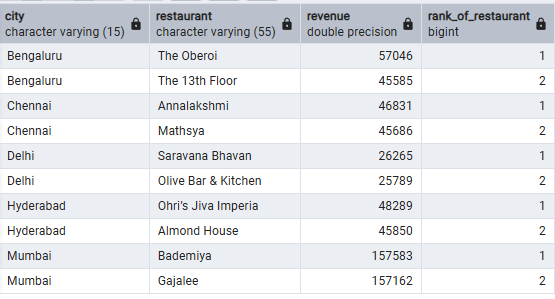 city restaurant revenue rank_of_restaurant
character varying (15) character varying (55) double precision bigint
Bengaluru The Oberoi 57046 1
Bengaluru The 13th Floor 45585 2
Chennai Annalakshmi 46831 1
Chennai Mathsya 45686 2
Delhi Saravana Bhavan 26265 1
Delhi Olive Bar & Kitchen 25789 2
Hyderabad Ohri's Jiva Imperia 48289 1
Hyderabad Almond House 45850 2
Mumbai Bademiya 157583 1
Mumbai Gajalee 157162 2